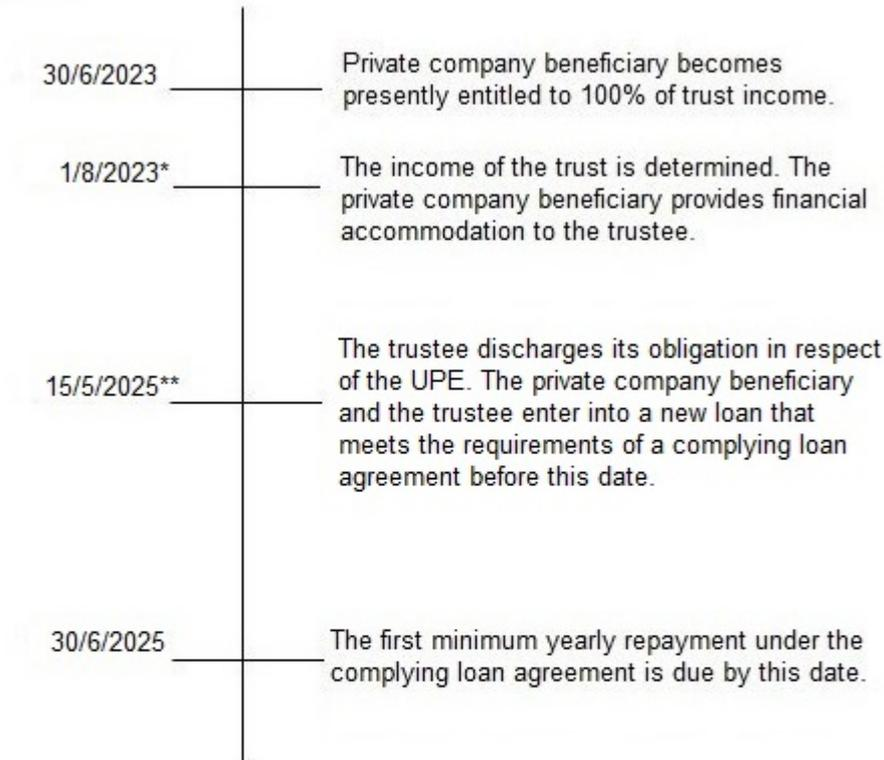 30/6/2023
Private company beneficiary becomes
presently entitled to 100% of trust income.
1/8/2023*
The income of the trust is determined. The
private company beneficiary provides financial
accommodation to the trustee.
15/5/2025**
The trustee discharges its obligation in respect
of the UPE. The private company beneficiary
and the trustee enter into a new loan that
meets the requirements of a complying loan
agreement before this date.
30/6/2025
The first minimum yearly repayment under the
complying loan agreement is due by this date.